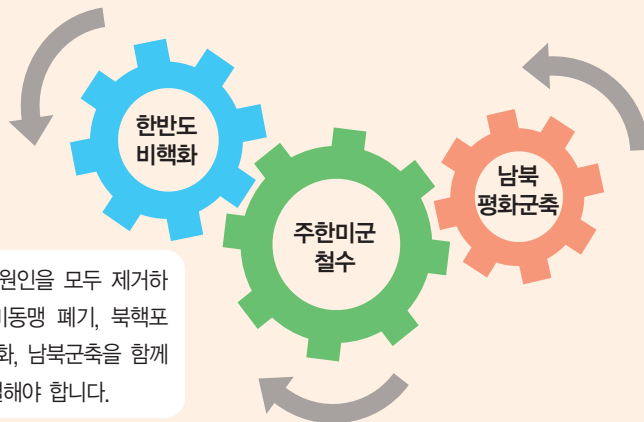 한반도
비핵화
주한미군
철수
남북
평화군축
원인을 모두 제거하
미동맹 폐기, 북핵포
화, 남북군축을 함께
해야 합니다.